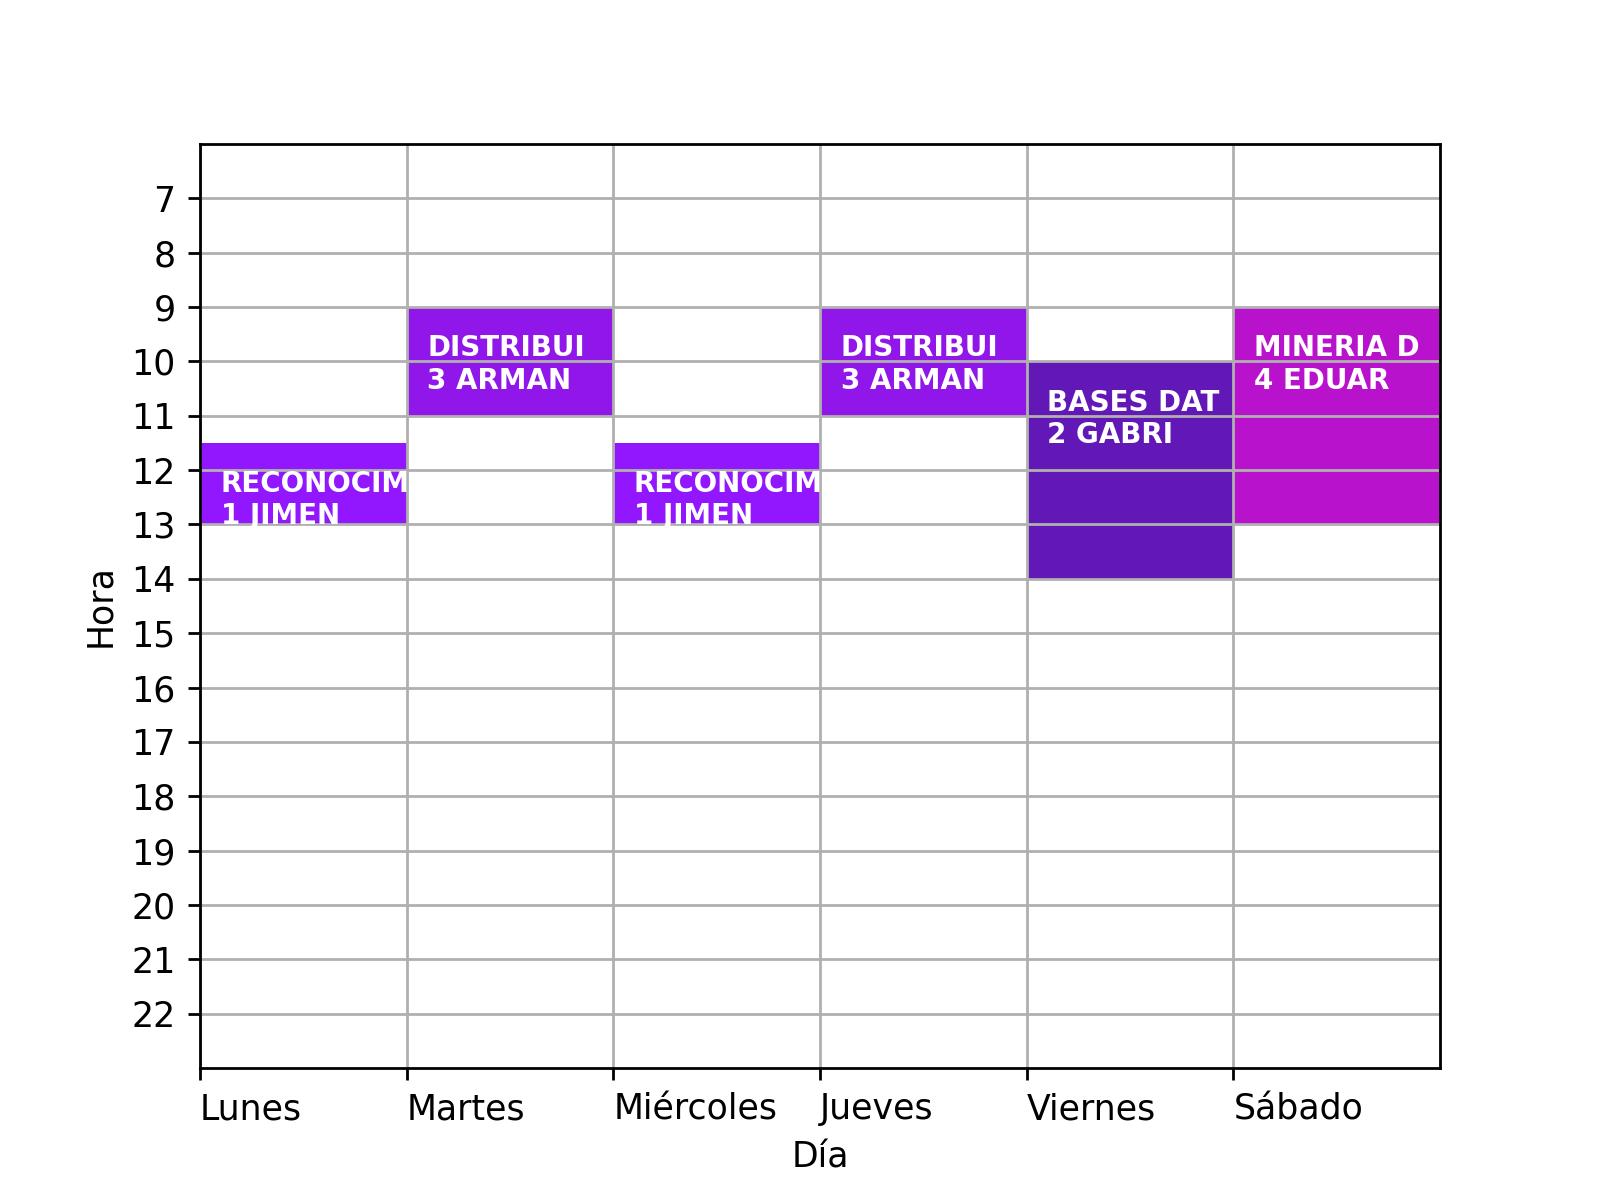 7
8
9
DISTRIBUI
DISTRIBUI
MINERIA D
10
3 ARMAN
3 ARMAN
4 EDUAR
BASES DAT
11
2 GABRI
12
RECONOCIM
RECONOCIM
1 JIMEN
1 JIMEN
13
14
Hora
15
16
17
18
19
20
21
22
Lunes
Martes
Miércoles
Jueves
Viernes
Sábado
Día